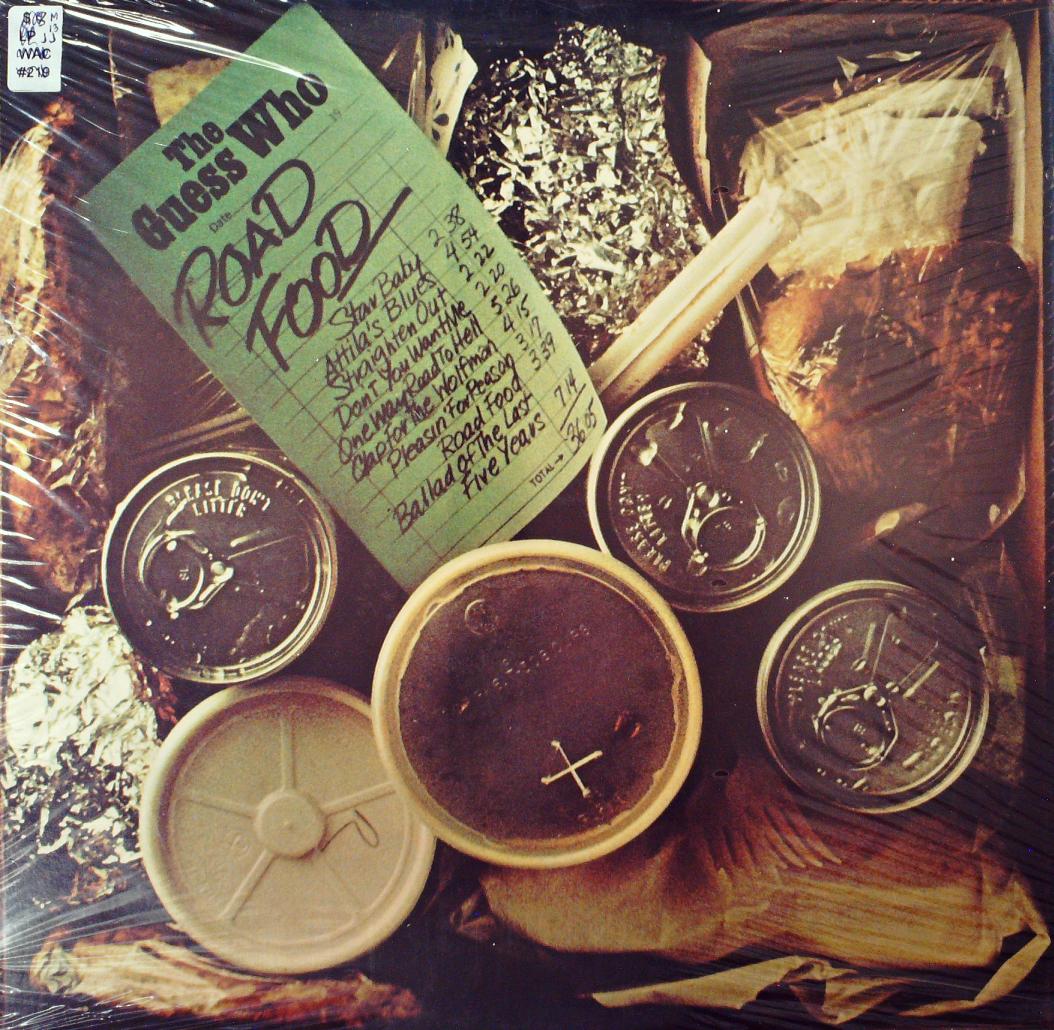 LP
WAC
#219
The
Guess Who
Date 19
ROAD
FOOD
Star Baby 2 38
Attila's Blues 4 54
Straighten Out 2 22
Don't You Want Me 2 20
One Way Road To Hell 5 26
Clap for the Wolfman 4 15
Pleasin' For Reason 3 17
Road Food 3 39
Ballad of The Last
Five Years 7 14
TOTAL→ 36 05
PLEASE DON'T
LITTER
PLEASE DON'T
LITTER